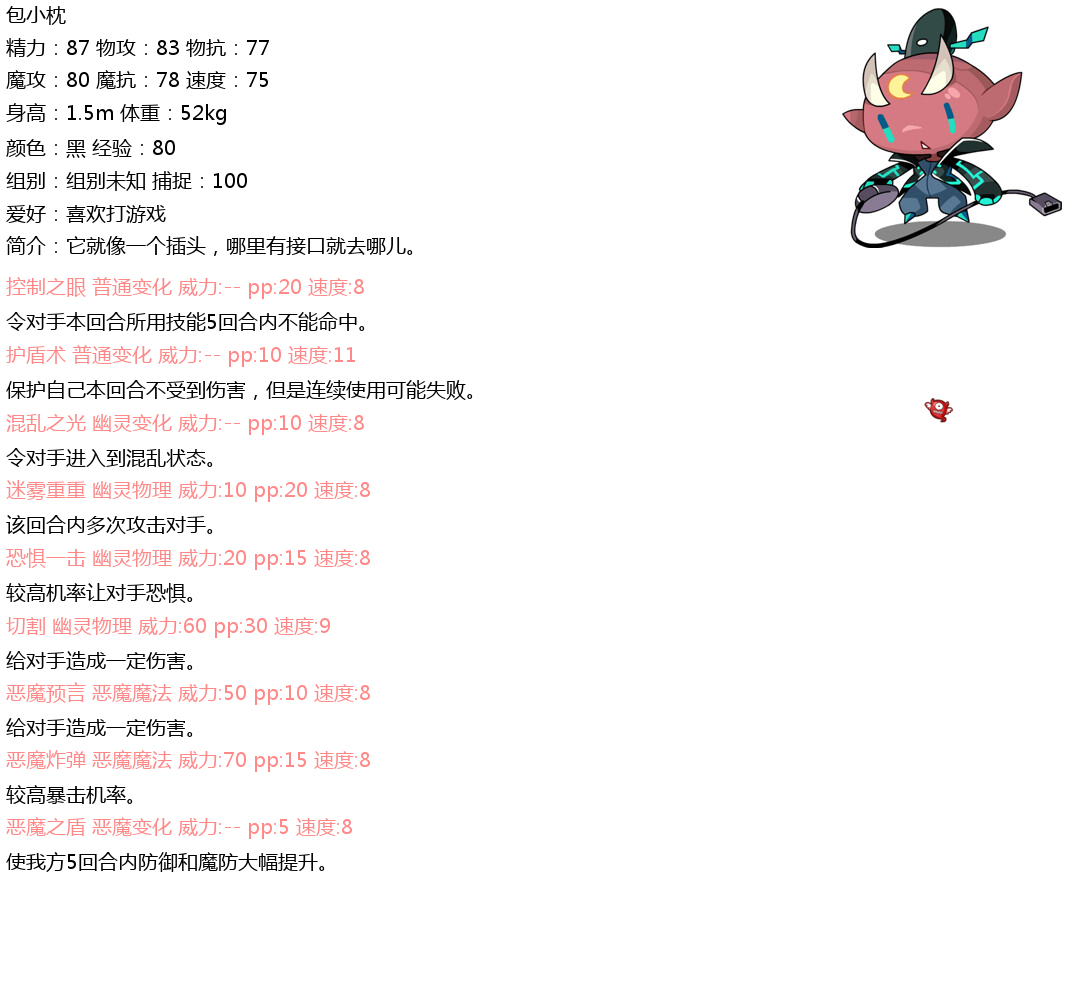 包小枕
精力：87 物攻：83 物抗：77
魔攻：80 魔抗：78 速度：75
身高：1.5m 体重：52kg
颜色：黑 经验：80
组别：组别未知 捕捉：100
爱好：喜欢打游戏
简介：它就像一个插头，哪里有接口就去哪儿。
控制之眼 普通变化 威力:-- pp:20 速度:8
令对手本回合所用技能5回合内不能命中。
护盾术 普通变化 威力:-- pp:10 速度:11
保护自己本回合不受到伤害，但是连续使用可能失败。
混乱之光 幽灵变化 威力:-- pp:10 速度:8
令对手进入到混乱状态。
迷雾重重 幽灵物理 威力:10 pp:20 速度:8
该回合内多次攻击对手。
恐惧一击 幽灵物理 威力:20 pp:15 速度:8
较高机率让对手恐惧。
切割 幽灵物理 威力:60 pp:30 速度:9
给对手造成一定伤害。
恶魔预言 恶魔魔法 威力:50 pp:10 速度:8
给对手造成一定伤害。
恶魔炸弹 恶魔魔法 威力:70 pp:15 速度:8
较高暴击机率。
恶魔之盾 恶魔变化 威力:-- pp:5 速度:8
使我方5回合内防御和魔防大幅提升。